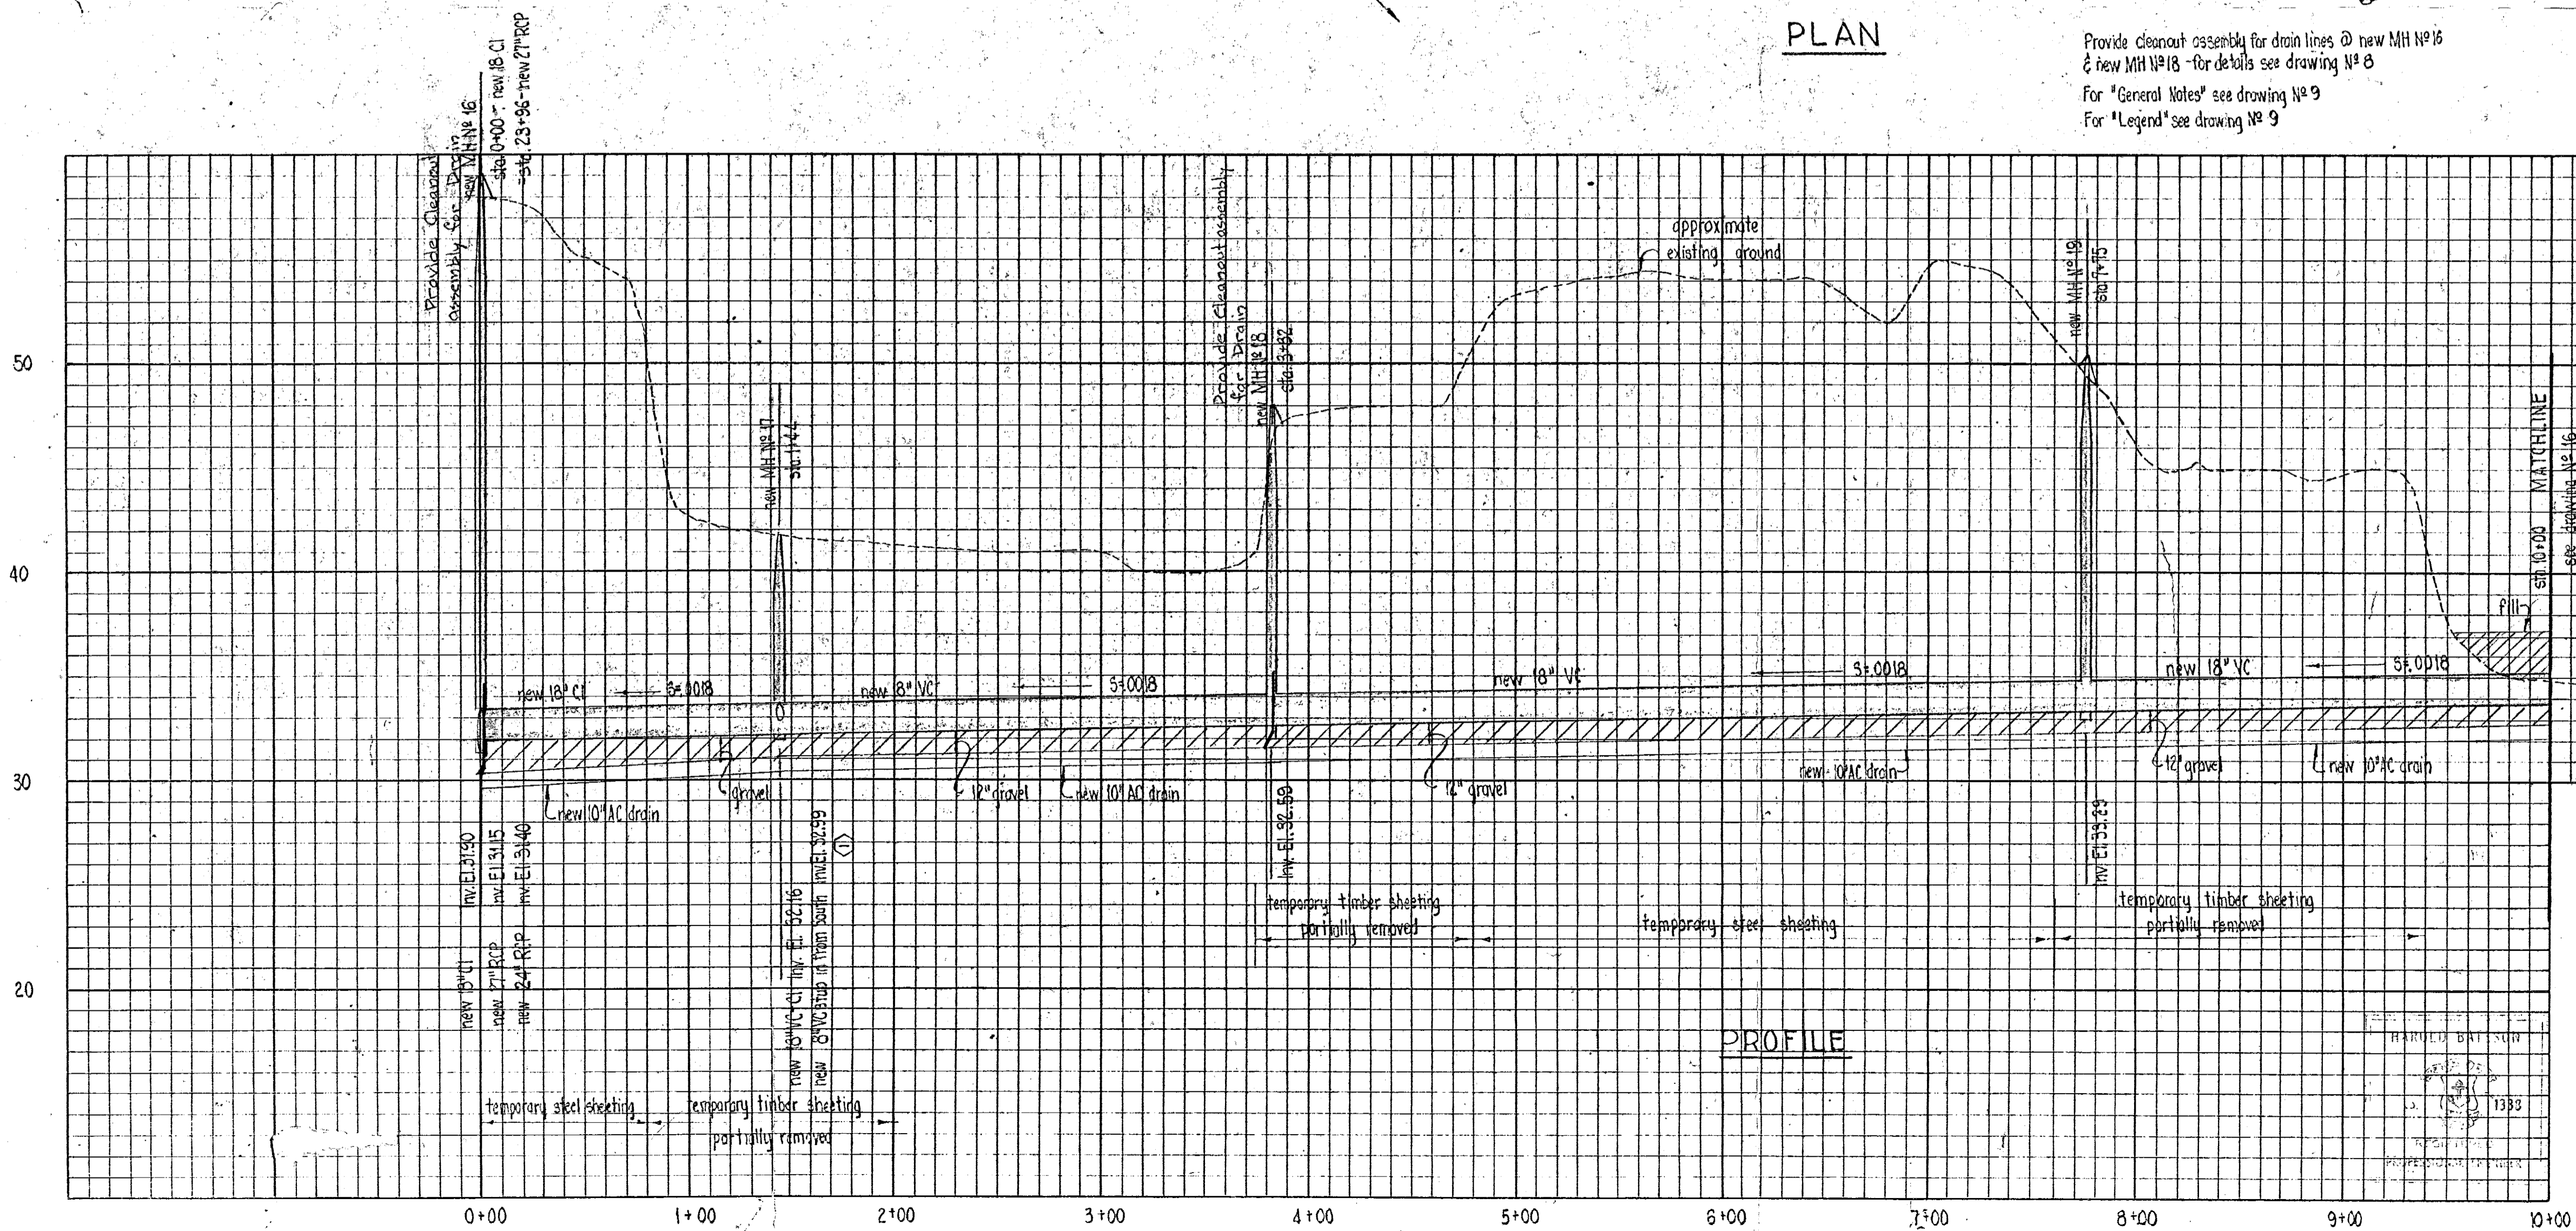 PLAN
Provide cleanout assembly for drain lines @ new MH Nº 16
& new MH Nº 18 - for details see drawing Nº 8
For "General Notes" see drawing Nº 9
For "Legend" see drawing Nº 9
Provide Cleanout
assembly for Drain
new MH Nº 16
sta. 0+00 - new 18" CI
= sta. 23+96 - new 27" RCP
new MH Nº 17
sta. 1+44
Provide Cleanout assembly
for Drain
new MH Nº 18
sta. 3+82
approximate
existing ground
new MH Nº 19
sta. 7+75
sta. 10+00 MATCHLINE
see drawing Nº 16
fill
50
40
30
20
new 18" CI
S=.0018
new 18" VC
S=.0018
new 18" VC
S=.0018
new 18" VC
S=.0018
new 10" AC drain
gravel
12" gravel
new 10" AC drain
12" gravel
new 10" AC drain
12" gravel
new 10" AC drain
new 18" CI Inv. El. 31.90
new 27" RCP Inv. El. 31.15
new 24" RCP Inv. El. 31.40
new 18" VC-CI Inv. El. 32.16
new 8" VC stub in from south inv. El. 32.99
1
Inv. El. 32.59
Inv. El. 33.29
temporary timber sheeting
partially removed
temporary steel sheeting
temporary timber sheeting
partially removed
temporary steel sheeting
temporary timber sheeting
partially removed
PROFILE
HAROLD BATESON
1333
0+00
1+00
2+00
3+00
4+00
5+00
6+00
7+00
8+00
9+00
10+00